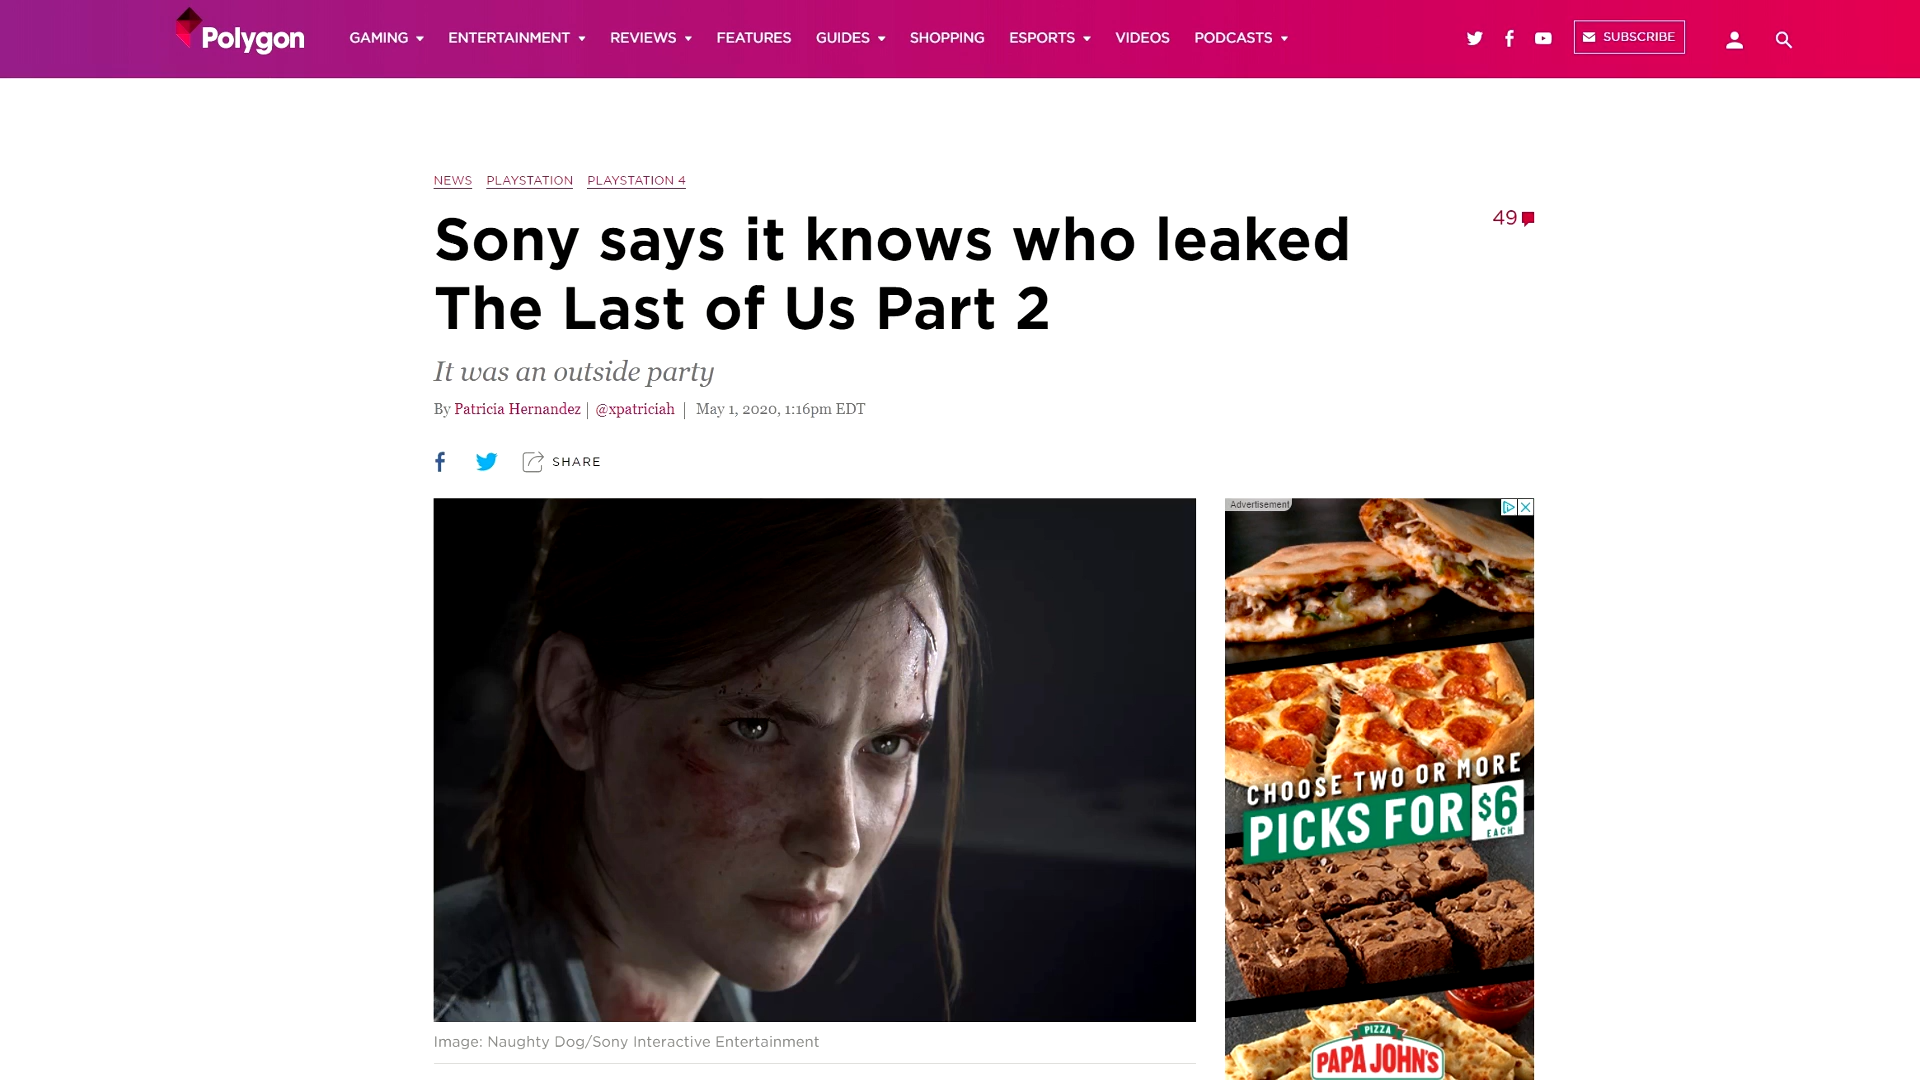 Polygon
GAMING ENTERTAINMENT REVIEWS FEATURES GUIDES SHOPPING ESPORTS VIDEOS PODCASTS SUBSCRIBE
NEWS PLAYSTATION PLAYSTATION 4
Sony says it knows who leaked
The Last of Us Part 2
49
It was an outside party
By Patricia Hernandez | @xpatriciah | May 1, 2020, 1:16pm EDT
SHARE
Advertisement
CHOOSE TWO OR MORE
PICKS FOR $6
EACH
PIZZA
PAPA JOHN'S
Image: Naughty Dog/Sony Interactive Entertainment